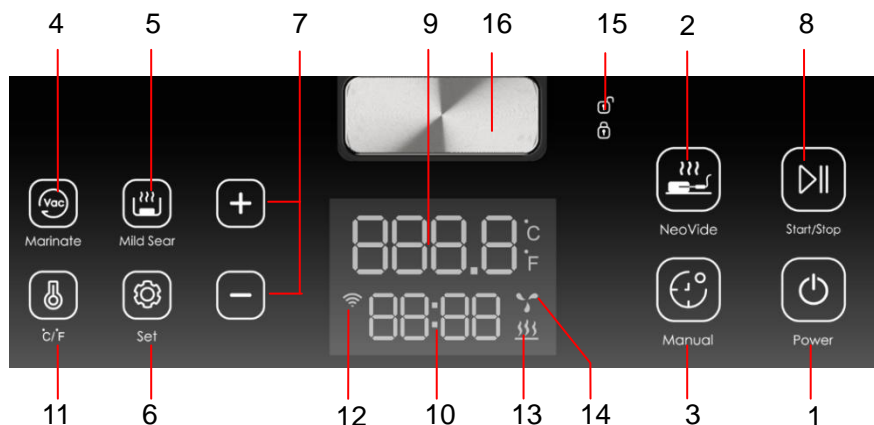 4 5 7 9 16 15 2 8
Vac
Marinate Mild Sear + NeoVide Start/Stop
888.8 °C
°F
°C/°F Set − 88:88 Manual Power
11 6 12 10 13 14 3 1